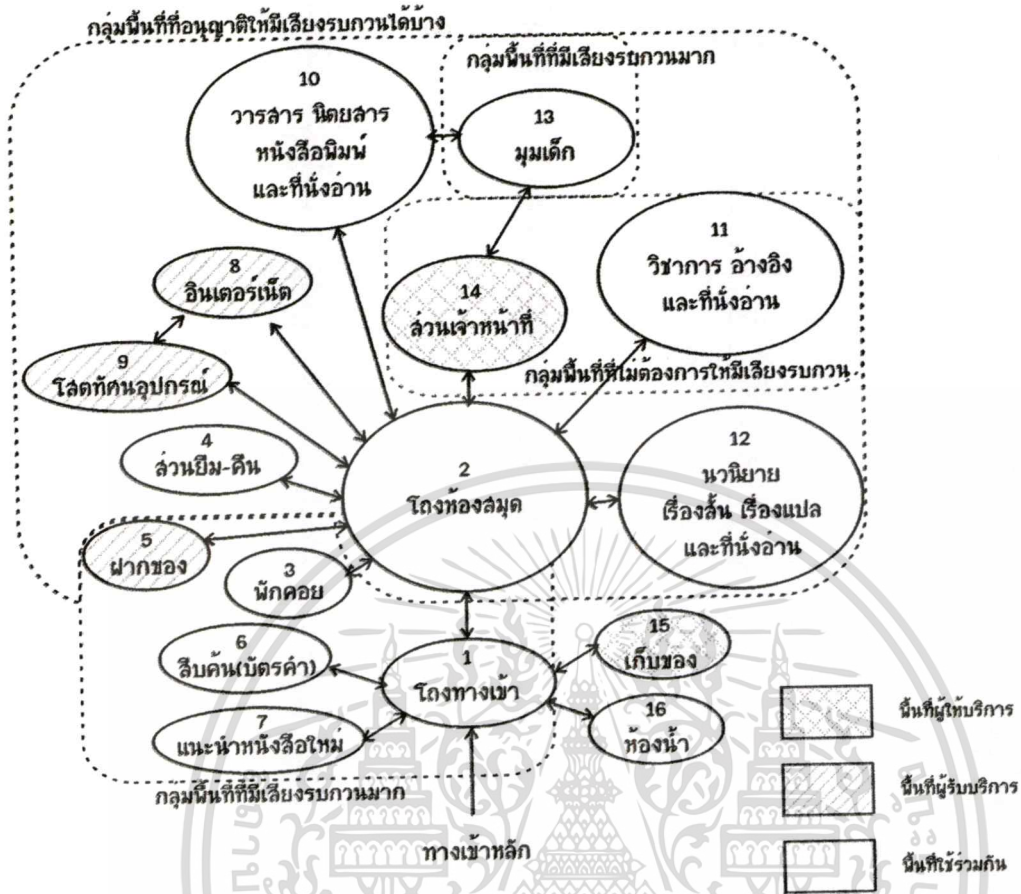 กลุ่มพื้นที่ที่อนุญาติให้มีเสียงรบกวนได้บ้าง
กลุ่มพื้นที่ที่มีเสียงรบกวนมาก
10
วารสาร นิตยสาร
หนังสือพิมพ์
และที่นั่งอ่าน
13
มุมเด็ก
11
วิชาการ อ้างอิง
และที่นั่งอ่าน
8
อินเตอร์เน็ต
14
ส่วนเจ้าหน้าที่
9
โสตทัศนอุปกรณ์
กลุ่มพื้นที่ที่ไม่ต้องการให้มีเสียงรบกวน
4
ส่วนยืม-คืน
2
โถงห้องสมุด
12
นวนิยาย
เรื่องสั้น เรื่องแปล
และที่นั่งอ่าน
5
ฝากของ
3
พักคอย
6
สืบค้น(บัตรคำ)
1
โถงทางเข้า
15
เก็บของ
7
แนะนำหนังสือใหม่
16
ห้องน้ำ
กลุ่มพื้นที่ที่มีเสียงรบกวนมาก
ทางเข้าหลัก
พื้นที่ผู้ให้บริการ
พื้นที่ผู้รับบริการ
พื้นที่ใช้ร่วมกัน